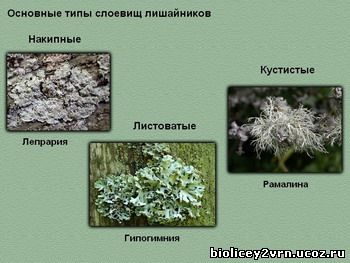 Основные типы слоевищ лишайников
Накипные
Лепрария
Листоватые
Гипогимния
Кустистые
Рамалина
biolicey2vrn.ucoz.ru